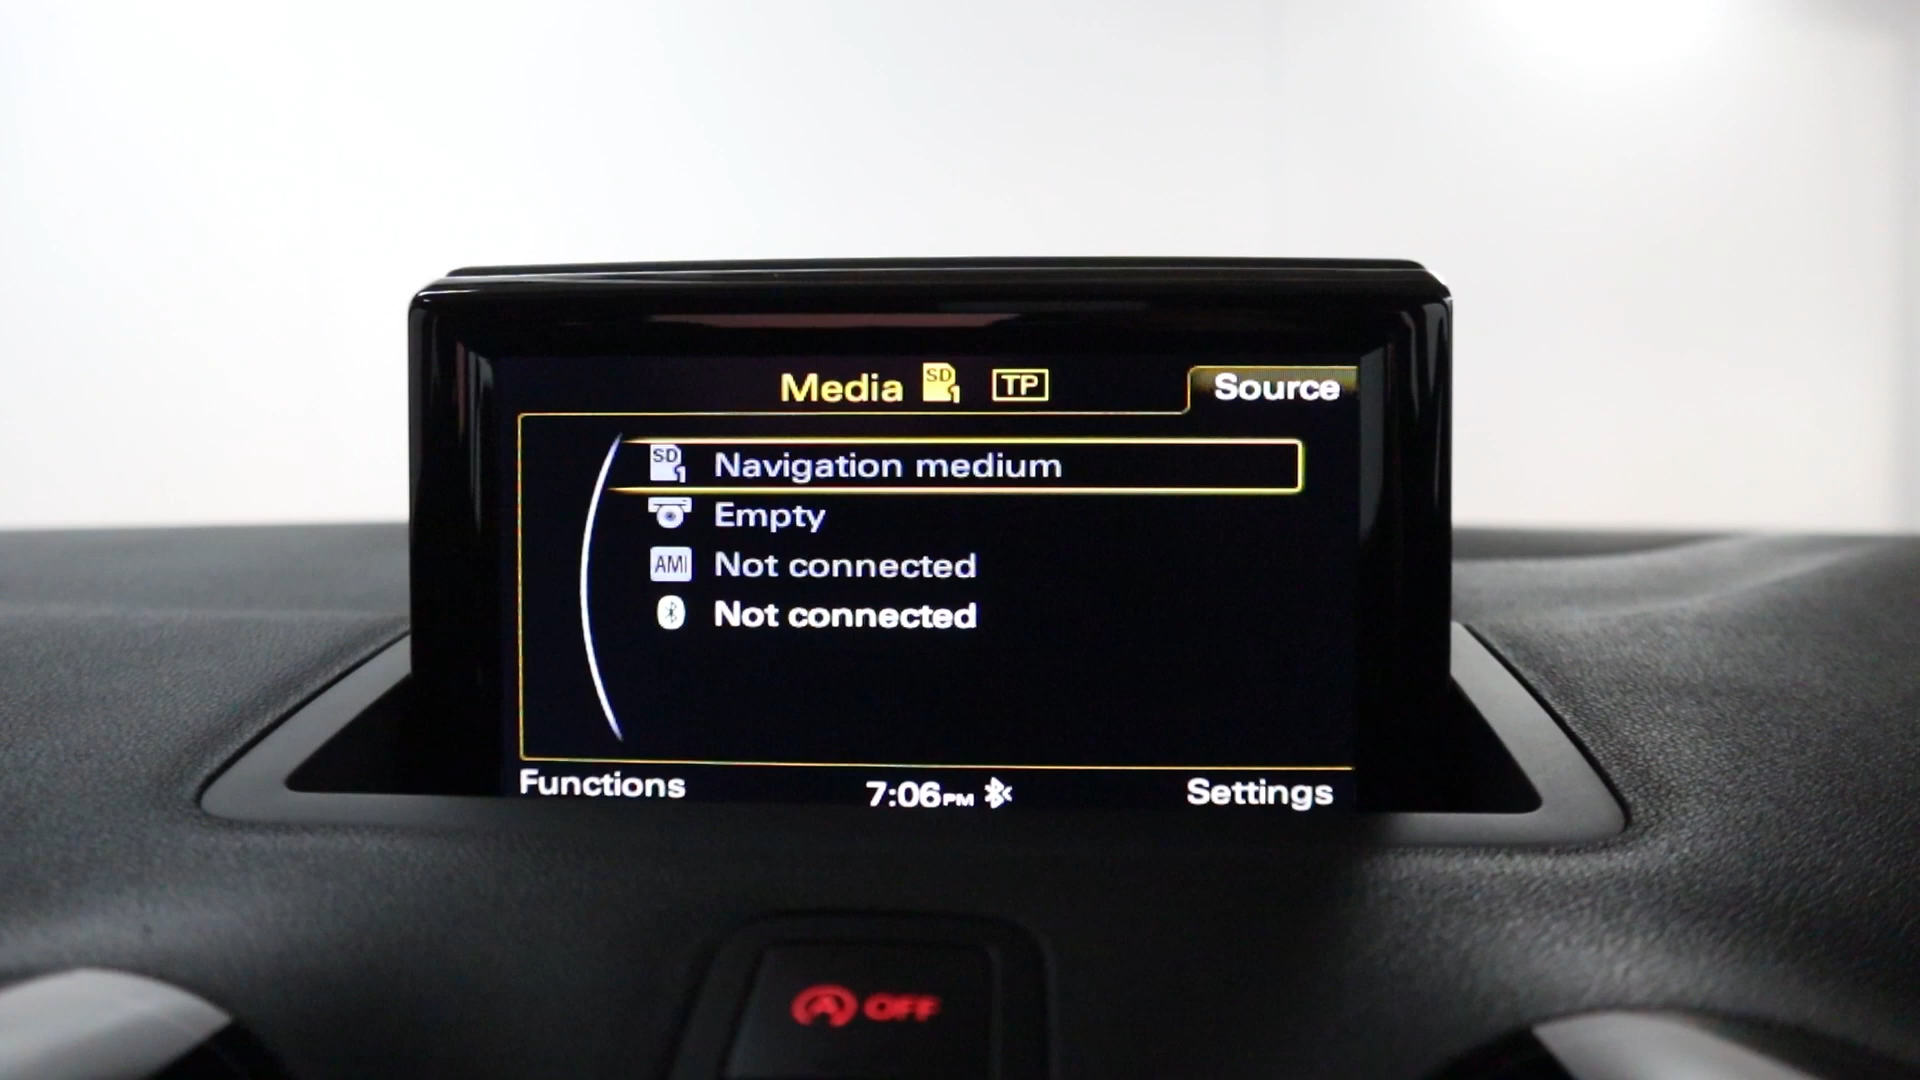 Media SD 1 TP Source
SD 1 Navigation medium
Empty
AMI Not connected
Not connected
Functions 7:06PM Settings
A OFF